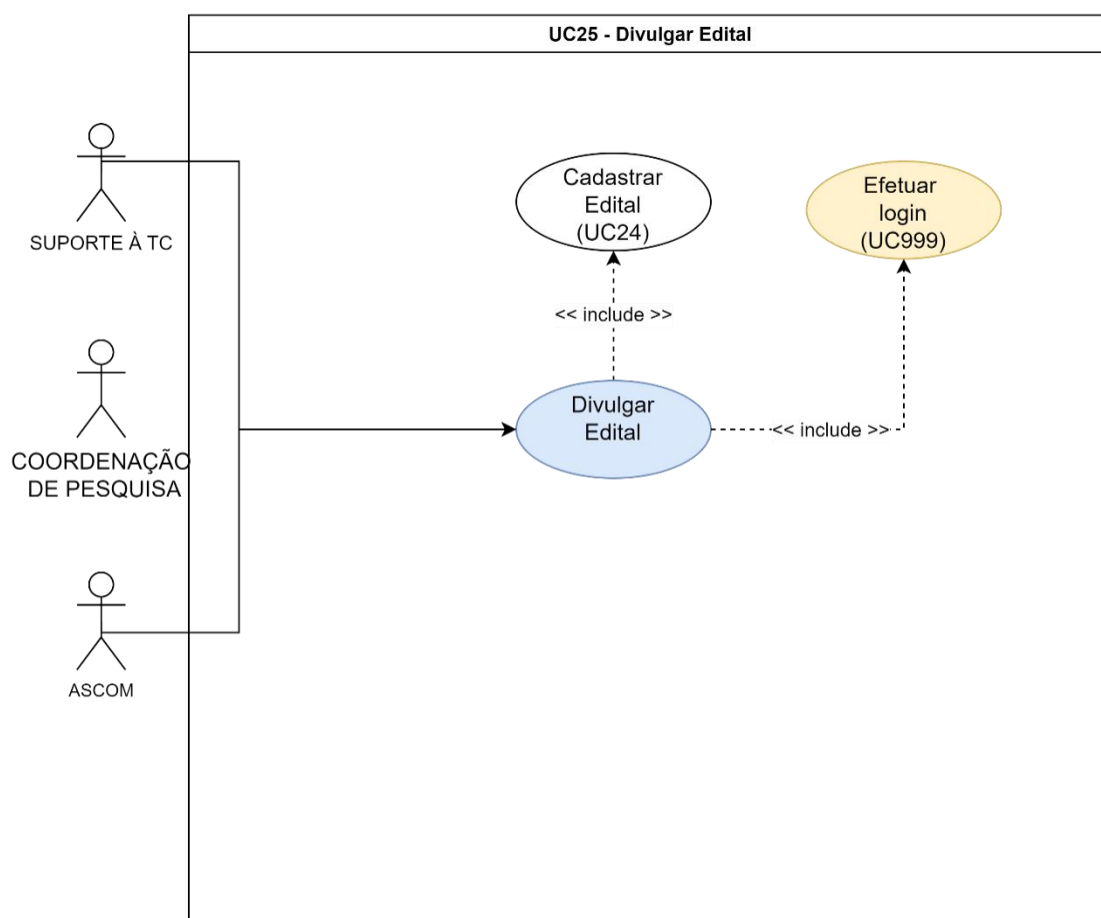 UC25 - Divulgar Edital
SUPORTE À TC
Cadastrar
Edital
(UC24)
Efetuar
login
(UC999)
<< include >>
COORDENAÇÃO
DE PESQUISA
Divulgar
Edital
<< include >>
ASCOM